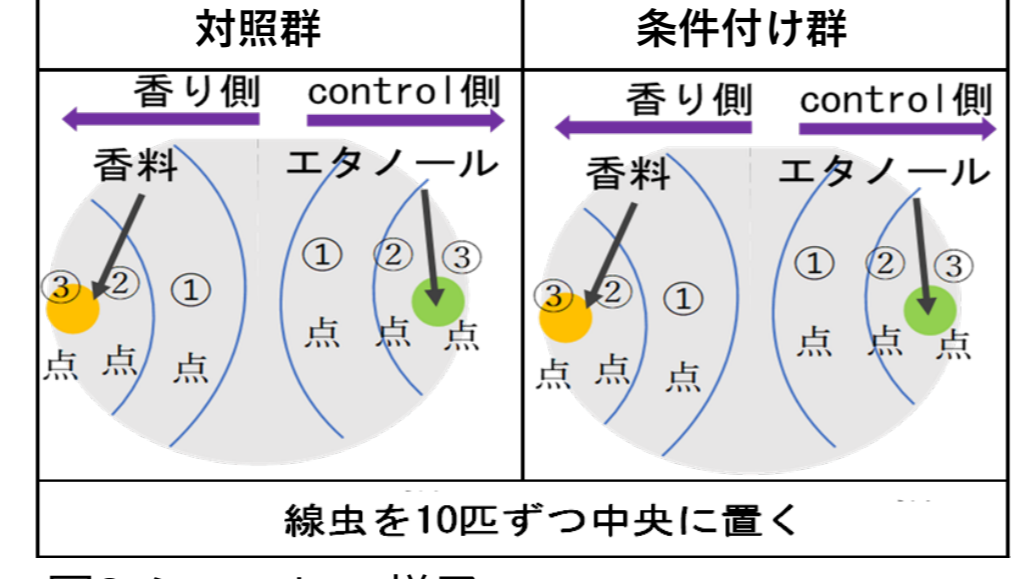 対照群
条件付け群
香り側 control側
香料 エタノール
① ② ③
③ ② ①
点 点 点
点 点 点
香り側 control側
香料 エタノール
① ② ③
③ ② ①
点 点 点
点 点 点
線虫を10匹ずつ中央に置く